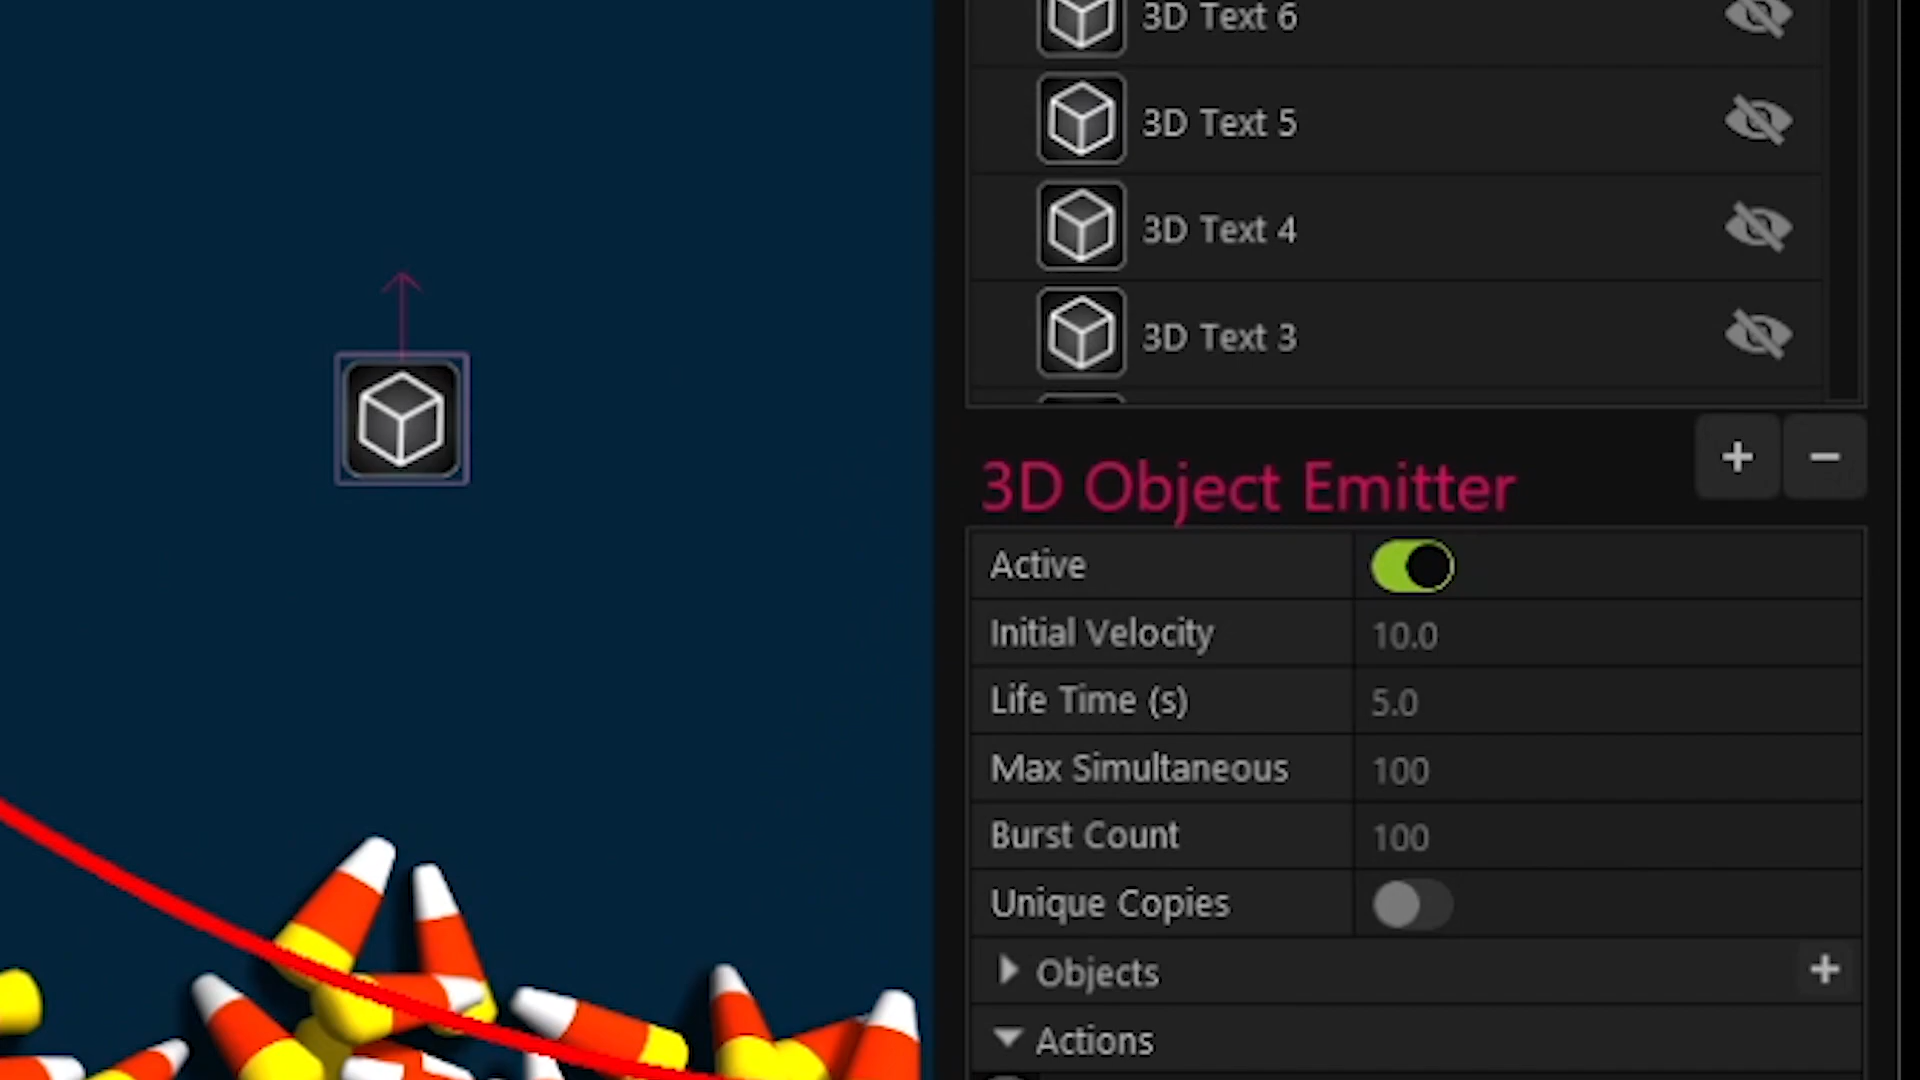 3D Text 6
3D Text 5
3D Text 4
3D Text 3
+ −
3D Object Emitter
Active
Initial Velocity 10.0
Life Time (s) 5.0
Max Simultaneous 100
Burst Count 100
Unique Copies
Objects +
Actions